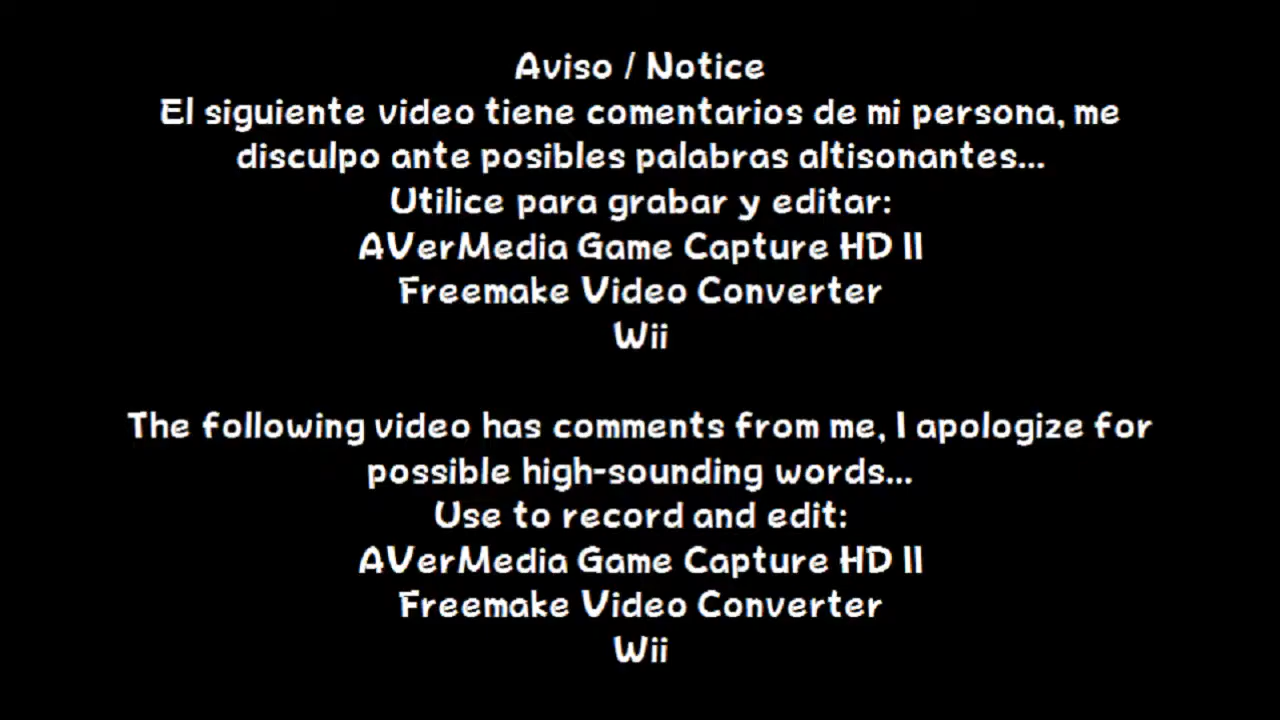 Aviso / Notice
El siguiente video tiene comentarios de mi persona, me
disculpo ante posibles palabras altisonantes...
Utilice para grabar y editar:
AVerMedia Game Capture HD II
Freemake Video Converter
Wii
The following video has comments from me, I apologize for
possible high-sounding words...
Use to record and edit:
AVerMedia Game Capture HD II
Freemake Video Converter
Wii